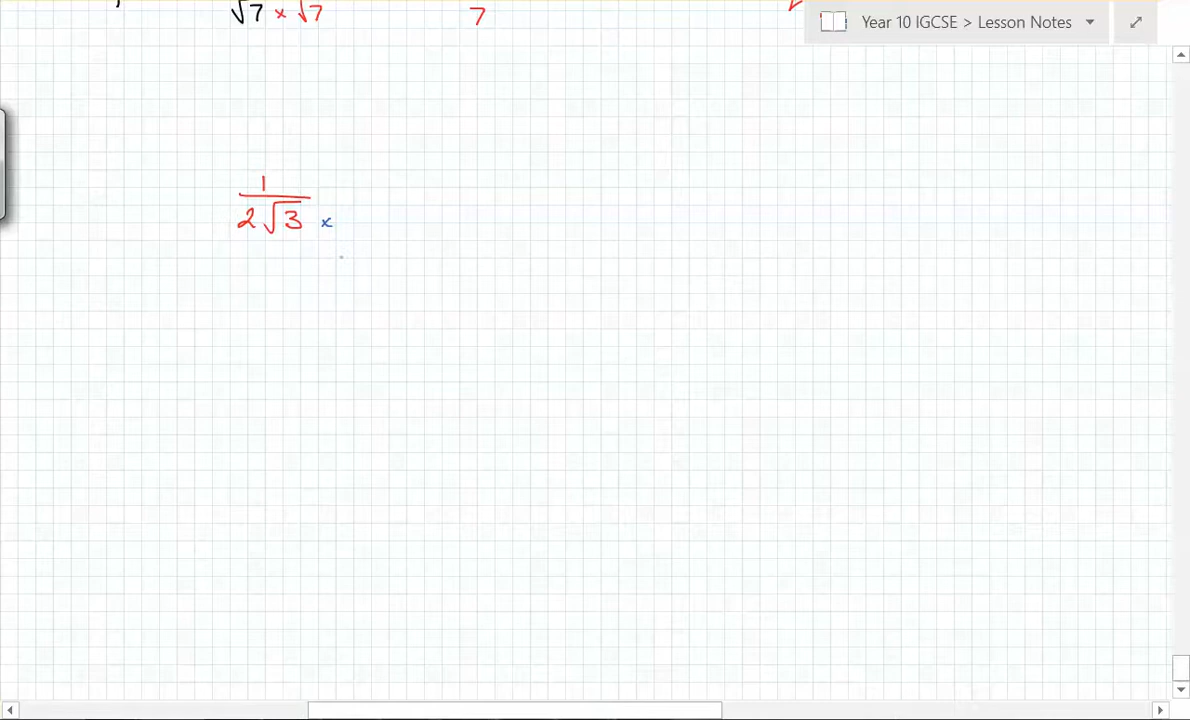 √7 × √7 7
Year 10 IGCSE > Lesson Notes
1
2√3 ×